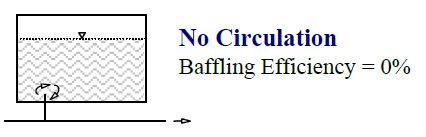 No Circulation
Baffling Efficiency = 0%